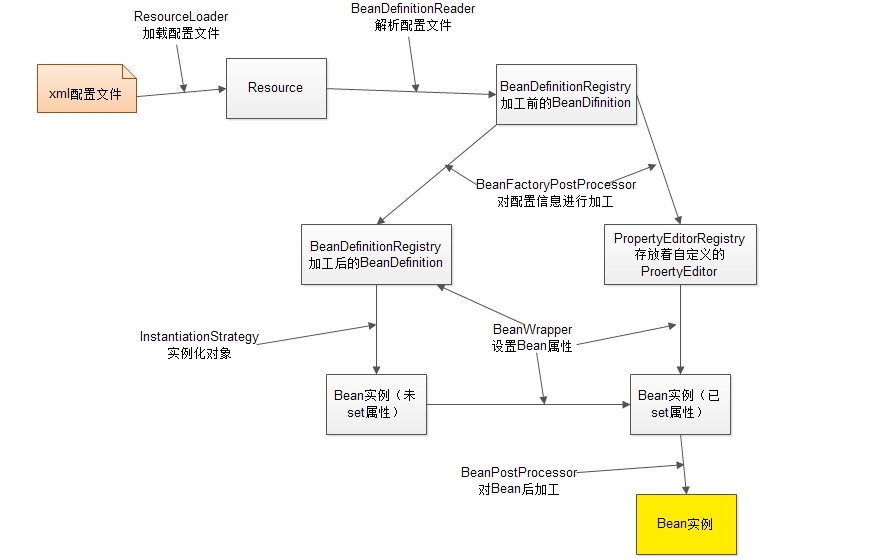 ResourceLoader
加载配置文件
BeanDefinitionReader
解析配置文件
xml配置文件
Resource
BeanDefinitionRegistry
加工前的BeanDifinition
BeanFactoryPostProcessor
对配置信息进行加工
BeanDefinitionRegistry
加工后的BeanDefinition
PropertyEditorRegistry
存放着自定义的
ProertyEditor
InstantiationStrategy
实例化对象
BeanWrapper
设置Bean属性
Bean实例（未
set属性）
Bean实例（已
set属性）
BeanPostProcessor
对Bean后加工
Bean实例